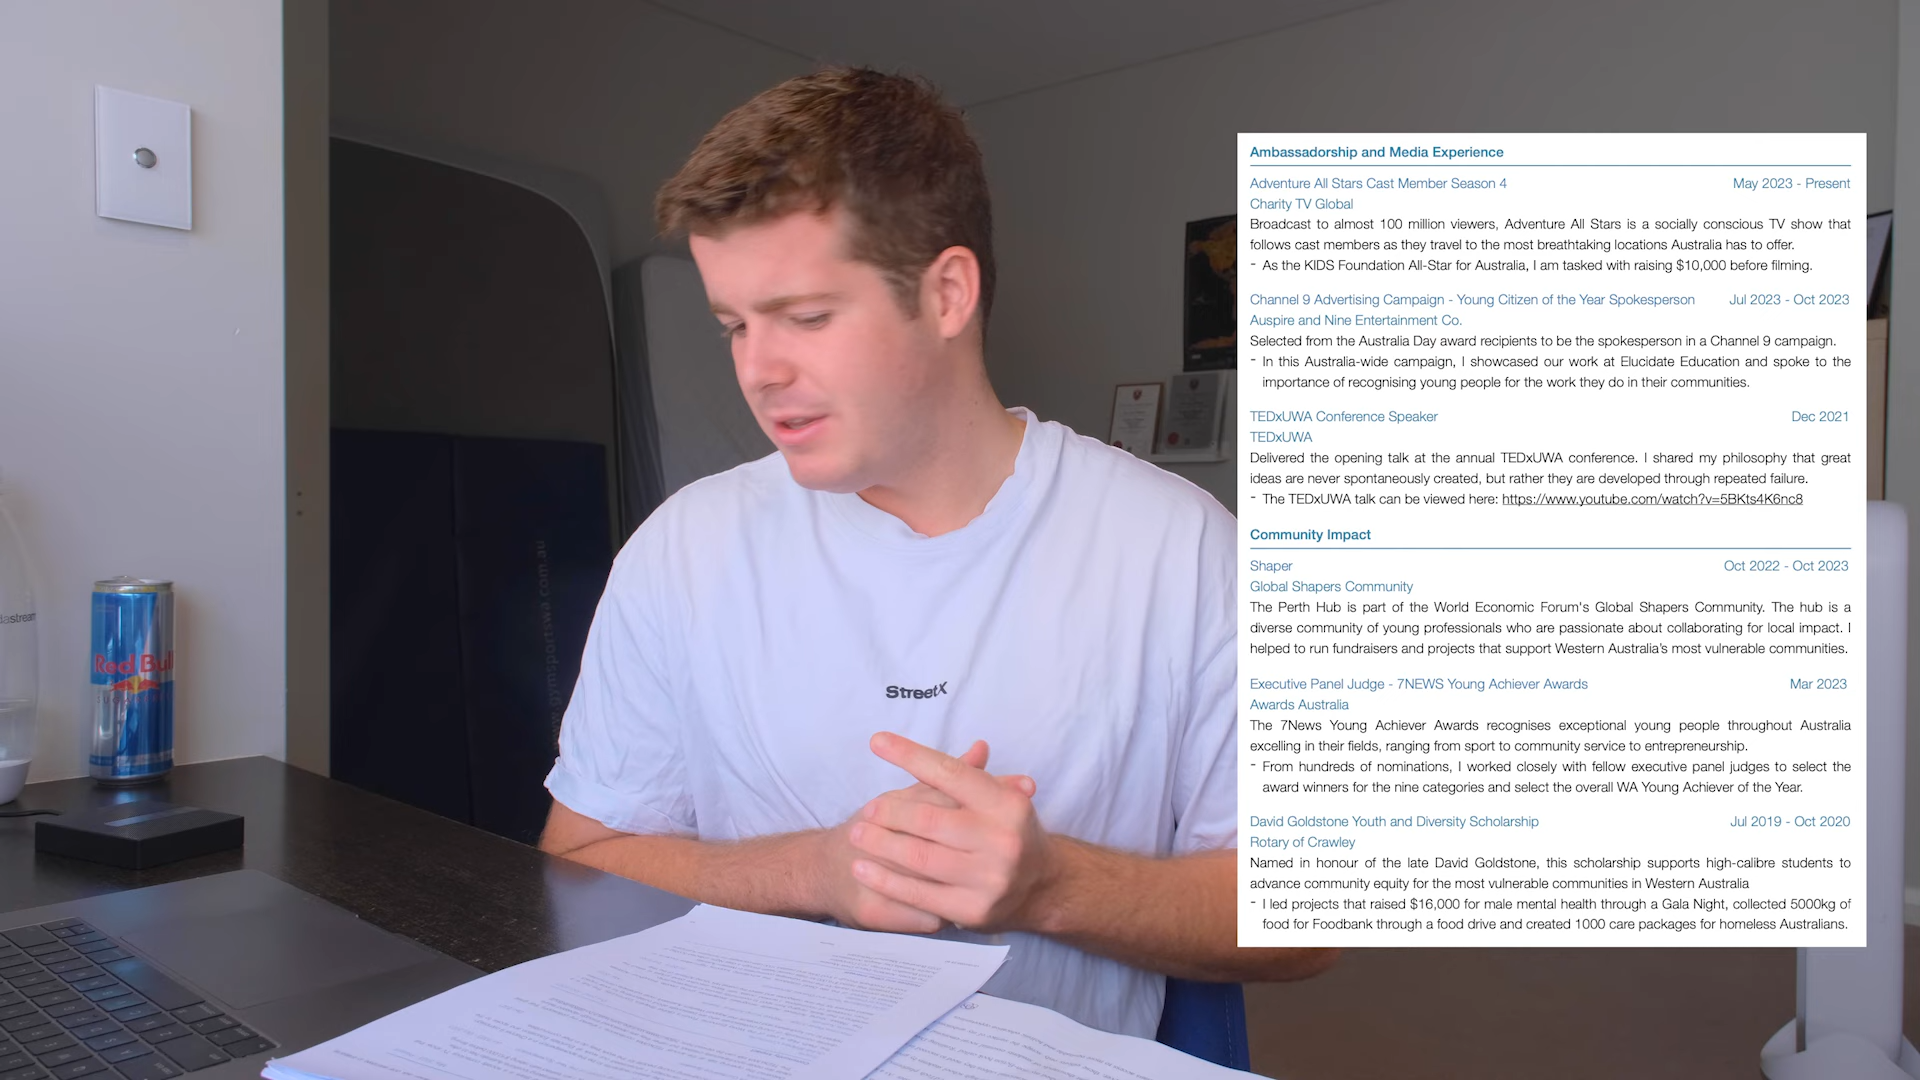 Ambassadorship and Media Experience
Adventure All Stars Cast Member Season 4 May 2023 - Present
Charity TV Global
Broadcast to almost 100 million viewers, Adventure All Stars is a socially conscious TV show that
follows cast members as they travel to the most breathtaking locations Australia has to offer.
- As the KIDS Foundation All-Star for Australia, I am tasked with raising $10,000 before filming.
Channel 9 Advertising Campaign - Young Citizen of the Year Spokesperson Jul 2023 - Oct 2023
Auspire and Nine Entertainment Co.
Selected from the Australia Day award recipients to be the spokesperson in a Channel 9 campaign.
- In this Australia-wide campaign, I showcased our work at Elucidate Education and spoke to the
importance of recognising young people for the work they do in their communities.
TEDxUWA Conference Speaker Dec 2021
TEDxUWA
Delivered the opening talk at the annual TEDxUWA conference. I shared my philosophy that great
ideas are never spontaneously created, but rather they are developed through repeated failure.
- The TEDxUWA talk can be viewed here: https://www.youtube.com/watch?v=5BKts4K6nc8
Community Impact
Shaper Oct 2022 - Oct 2023
Global Shapers Community
The Perth Hub is part of the World Economic Forum's Global Shapers Community. The hub is a
diverse community of young professionals who are passionate about collaborating for local impact. I
helped to run fundraisers and projects that support Western Australia's most vulnerable communities.
Executive Panel Judge - 7NEWS Young Achiever Awards Mar 2023
Awards Australia
The 7News Young Achiever Awards recognises exceptional young people throughout Australia
excelling in their fields, ranging from sport to community service to entrepreneurship.
- From hundreds of nominations, I worked closely with fellow executive panel judges to select the
award winners for the nine categories and select the overall WA Young Achiever of the Year.
David Goldstone Youth and Diversity Scholarship Jul 2019 - Oct 2020
Rotary of Crawley
Named in honour of the late David Goldstone, this scholarship supports high-calibre students to
advance community equity for the most vulnerable communities in Western Australia
- I led projects that raised $16,000 for male mental health through a Gala Night, collected 5000kg of
food for Foodbank through a food drive and created 1000 care packages for homeless Australians.
StreetX
Red Bull
www.gymsportswa.com.au